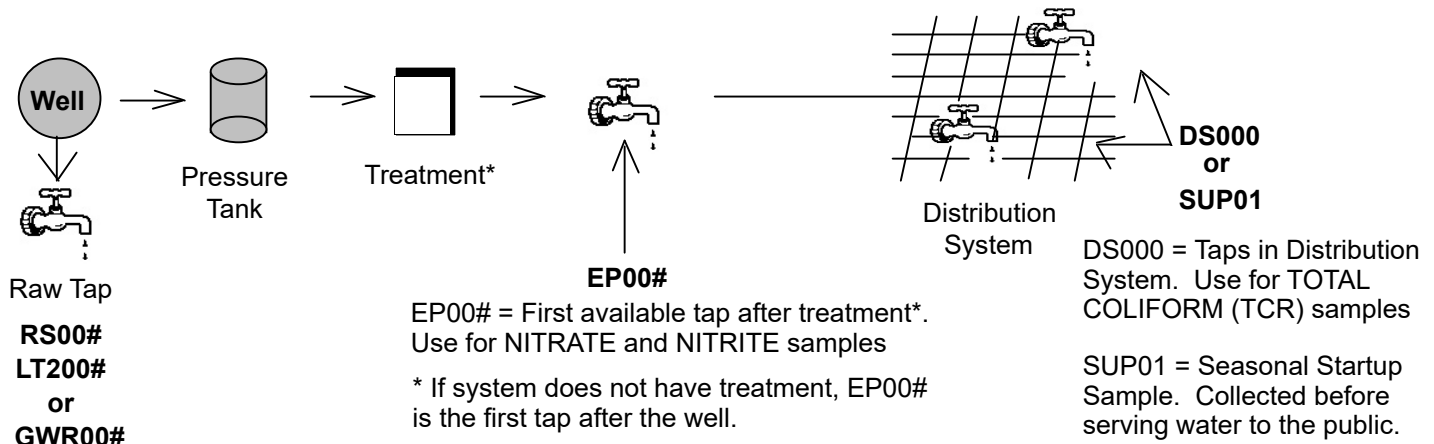 Well
Pressure
Tank
Treatment*
Raw Tap
RS00#
LT200#
or
GWR00#
EP00#
EP00# = First available tap after treatment*.
Use for NITRATE and NITRITE samples
* If system does not have treatment, EP00#
is the first tap after the well.
Distribution
System
DS000
or
SUP01
DS000 = Taps in Distribution
System. Use for TOTAL
COLIFORM (TCR) samples
SUP01 = Seasonal Startup
Sample. Collected before
serving water to the public.